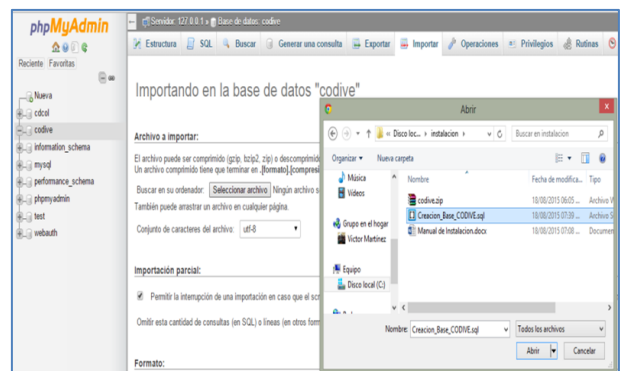 phpMyAdmin
Reciente Favoritas
Nueva
cdcol
codive
information_schema
mysql
performance_schema
phpmyadmin
test
webauth
Servidor: 127.0.0.1 » Base de datos: codive
Estructura SQL Buscar Generar una consulta Exportar Importar Operaciones Privilegios Rutinas
Importando en la base de datos "codive"
Archivo a importar:
El archivo puede ser comprimido (gzip, bzip2, zip) o descomprimido
Un archivo comprimido tiene que terminar en .[formato].[compresi
Buscar en su ordenador: Seleccionar archivo Ningún archivo s
También puede arrastrar un archivo en cualquier página.
Conjunto de caracteres del archivo: utf-8
Importación parcial:
Permitir la interrupción de una importación en caso que el scr
Omitir esta cantidad de consultas (en SQL) o líneas (en otros form
Formato:
Abrir
« Disco loc... » instalacion
Buscar en instalacion
Organizar Nueva carpeta
Música
Vídeos
Grupo en el hogar
Victor Martinez
Equipo
Disco local (C:)
Nombre Fecha de modifica... Tipo
codive.zip 18/08/2015 06:05 ... Archivo W
Creacion_Base_CODIVE.sql 18/08/2015 07:39 ... Archivo S
Manual de Instalacion.docx 18/08/2015 07:08 ... Documen
Nombre: Creacion_Base_CODIVE.sql Todos los archivos
Abrir Cancelar